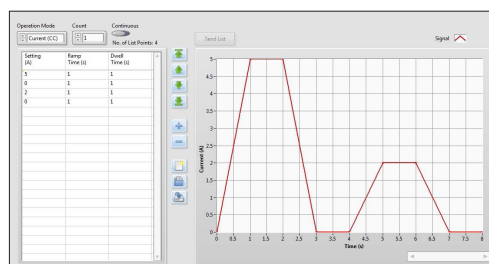 Operation Mode Count Continuous
Current (CC) 1 No. of List Points: 4
Send List
Signal
Setting (A) Ramp Time (s) Dwell Time (s)
5 1 1
0 1 1
2 1 1
0 1 1
Current (A)
5
4.5
4
3.5
3
2.5
2
1.5
1
0.5
0
0 0.5 1 1.5 2 2.5 3 3.5 4 4.5 5 5.5 6 6.5 7 7.5 8
Time (s)